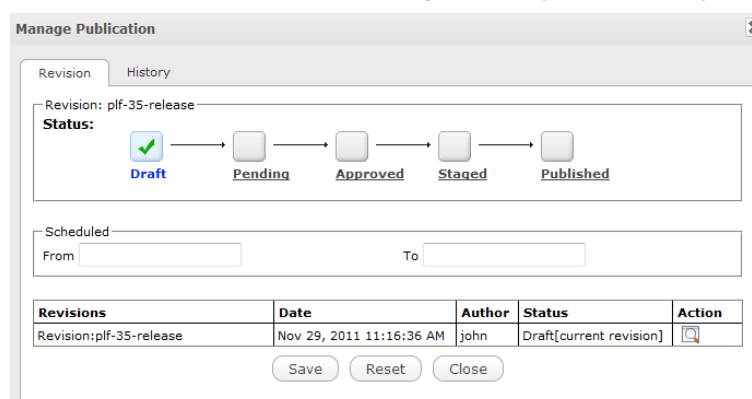 Manage Publication
Revision History
Revision: plf-35-release
Status:
Draft Pending Approved Staged Published
Scheduled
From To
Revisions Date Author Status Action
Revision:plf-35-release Nov 29, 2011 11:16:36 AM john Draft[current revision]
Save Reset Close